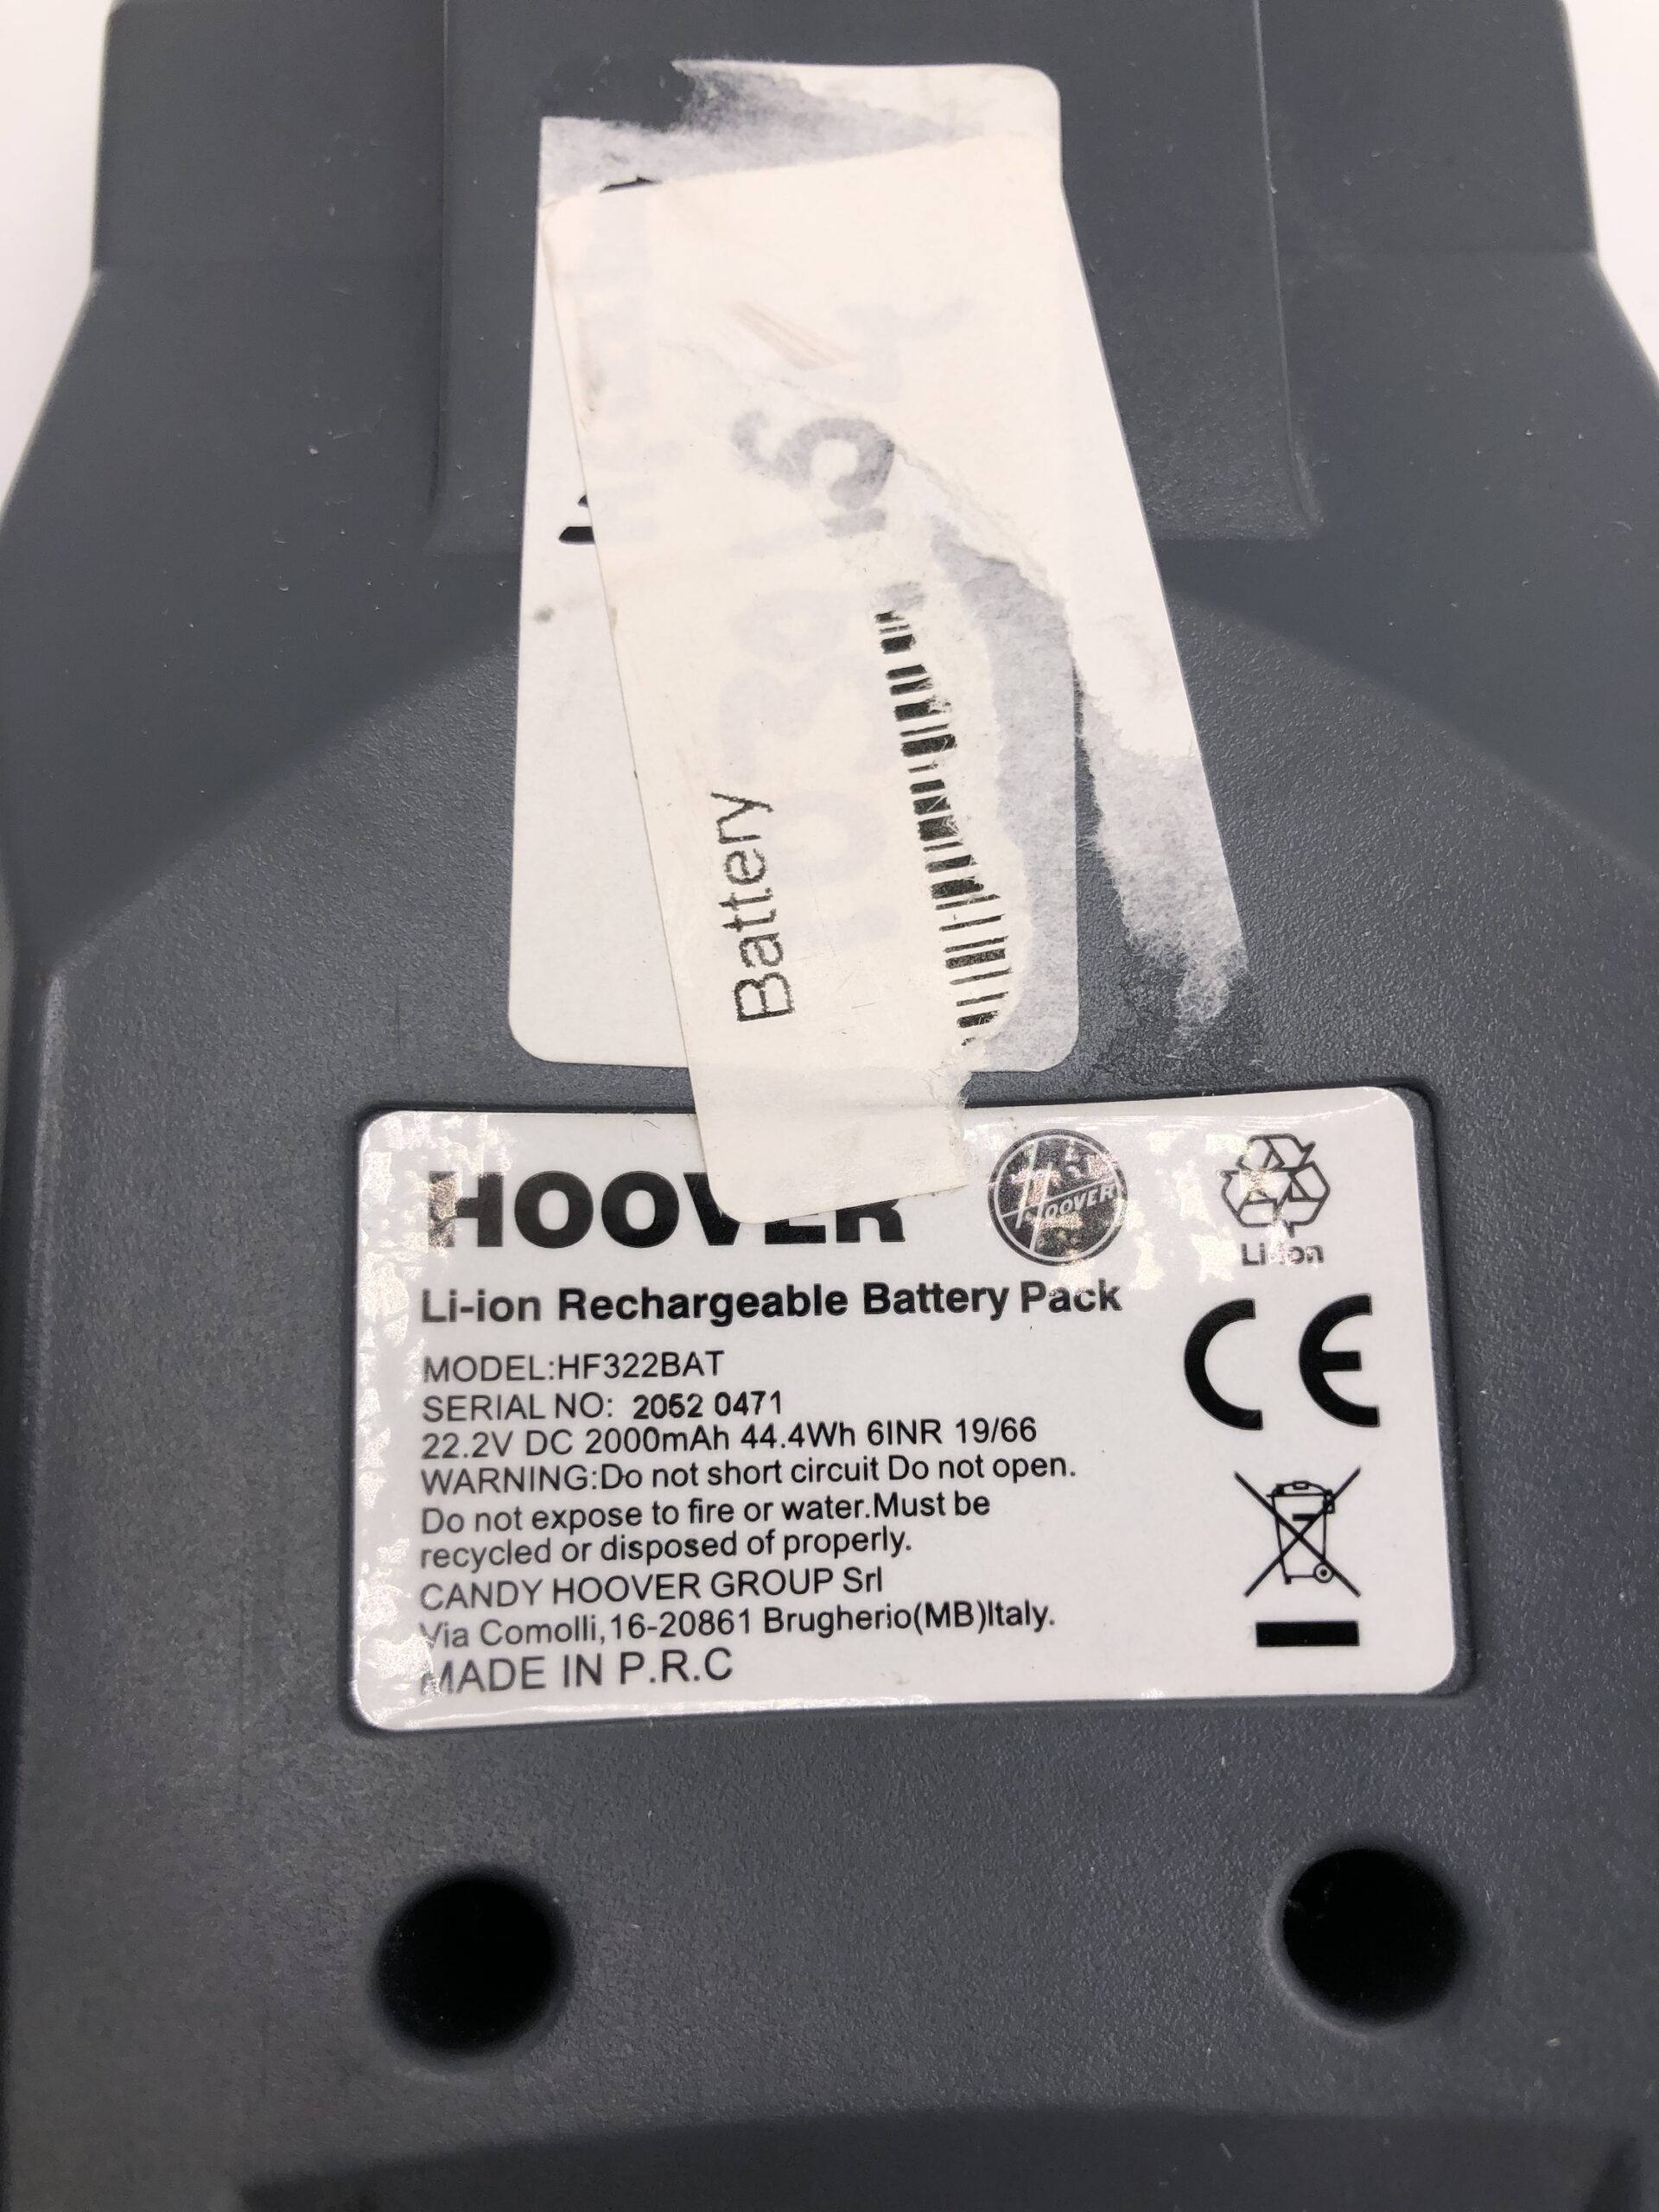 Battery
HOOVER
HOOVER
Li-ion
Li-ion Rechargeable Battery Pack
MODEL:HF322BAT
SERIAL NO: 2052 0471
22.2V DC 2000mAh 44.4Wh 6INR 19/66
WARNING:Do not short circuit Do not open.
Do not expose to fire or water.Must be
recycled or disposed of properly.
CANDY HOOVER GROUP Srl
Via Comolli,16-20861 Brugherio(MB)Italy.
MADE IN P.R.C
CE